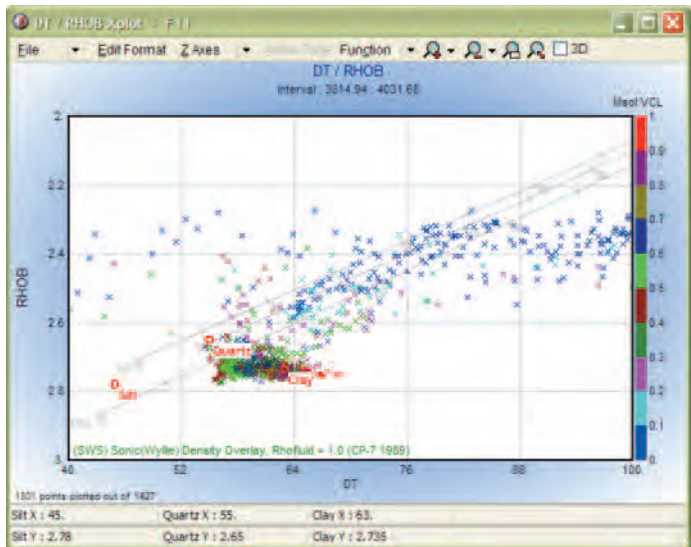 DT / RHOB Xplot - F11
File Edit Format Z Axes Function 3D
DT / RHOB
Interval : 3814.94 : 4031.68
Msol:VCL
2.
2.2
2.4
2.6
2.8
3.
RHOB
1
0.9
0.8
0.7
0.6
0.5
0.4
0.3
0.2
0.1
0
Quartz
Silt
Clay
(SWS) Sonic(Wyllie) Density Overlay, Rhofluid = 1.0 (CP-7 1989)
40 52 64 76 88 100
DT
1301 points plotted out of 1427
Silt X : 45. Quartz X : 55. Clay X : 63.
Silt Y : 2.78 Quartz Y : 2.65 Clay Y : 2.735